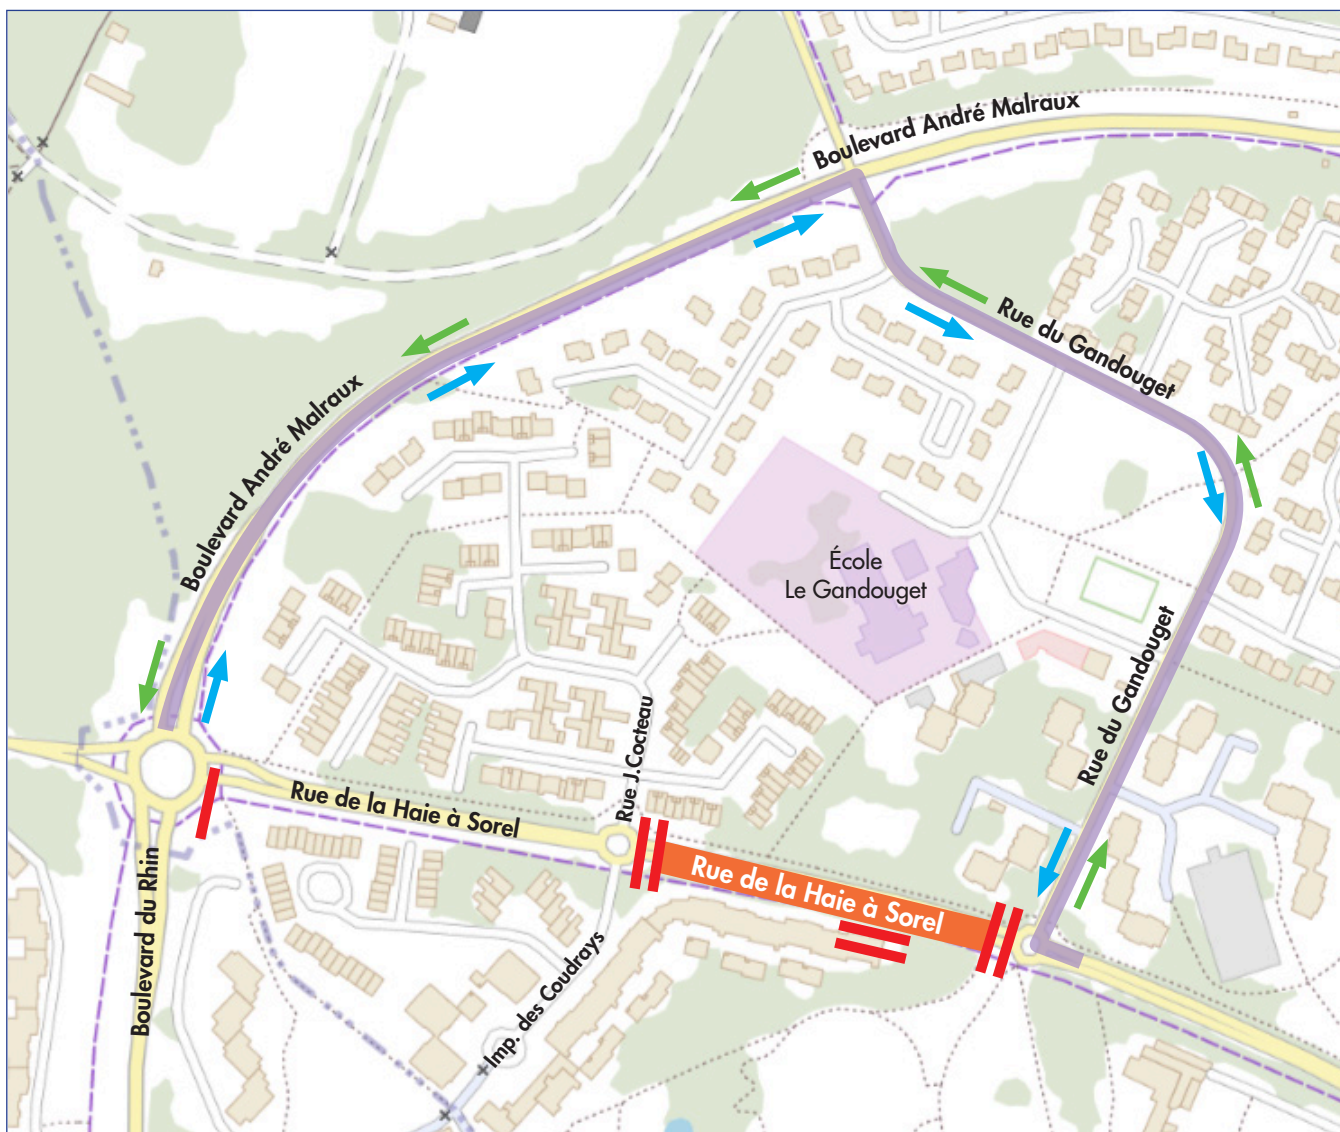 Boulevard André Malraux
Rue du Gandouget
Boulevard André Malraux
École
Le Gandouget
Rue du Gandouget
Rue J.Cocteau
Rue de la Haie à Sorel
Rue de la Haie à Sorel
Boulevard du Rhin
Imp. des Coudrays